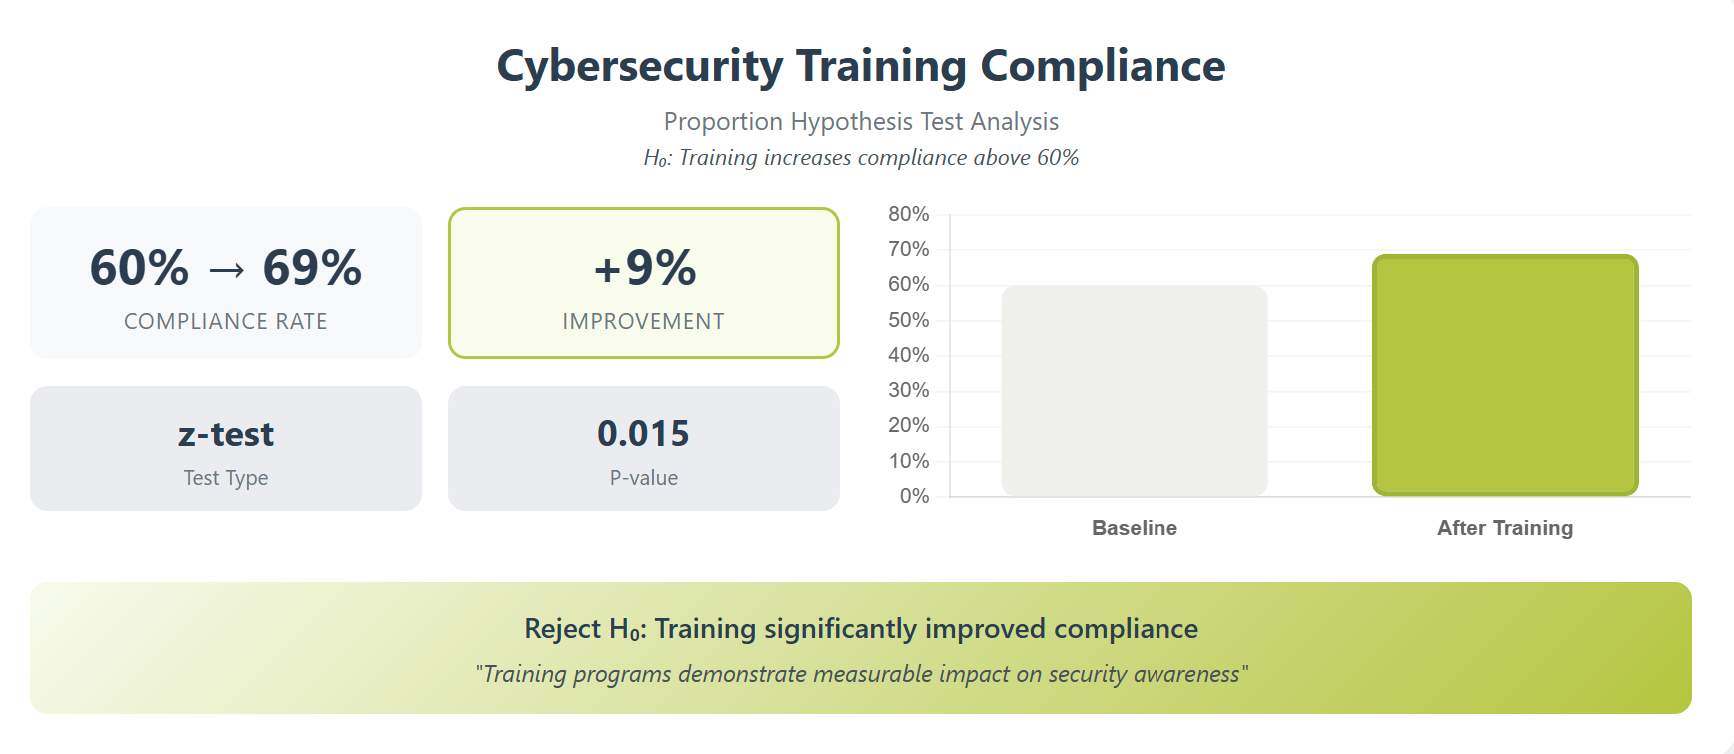 Cybersecurity Training Compliance
Proportion Hypothesis Test Analysis
H₀: Training increases compliance above 60%
60% → 69%
COMPLIANCE RATE
+9%
IMPROVEMENT
z-test
Test Type
0.015
P-value
80%
70%
60%
50%
40%
30%
20%
10%
0%
Baseline
After Training
Reject H₀: Training significantly improved compliance
"Training programs demonstrate measurable impact on security awareness"